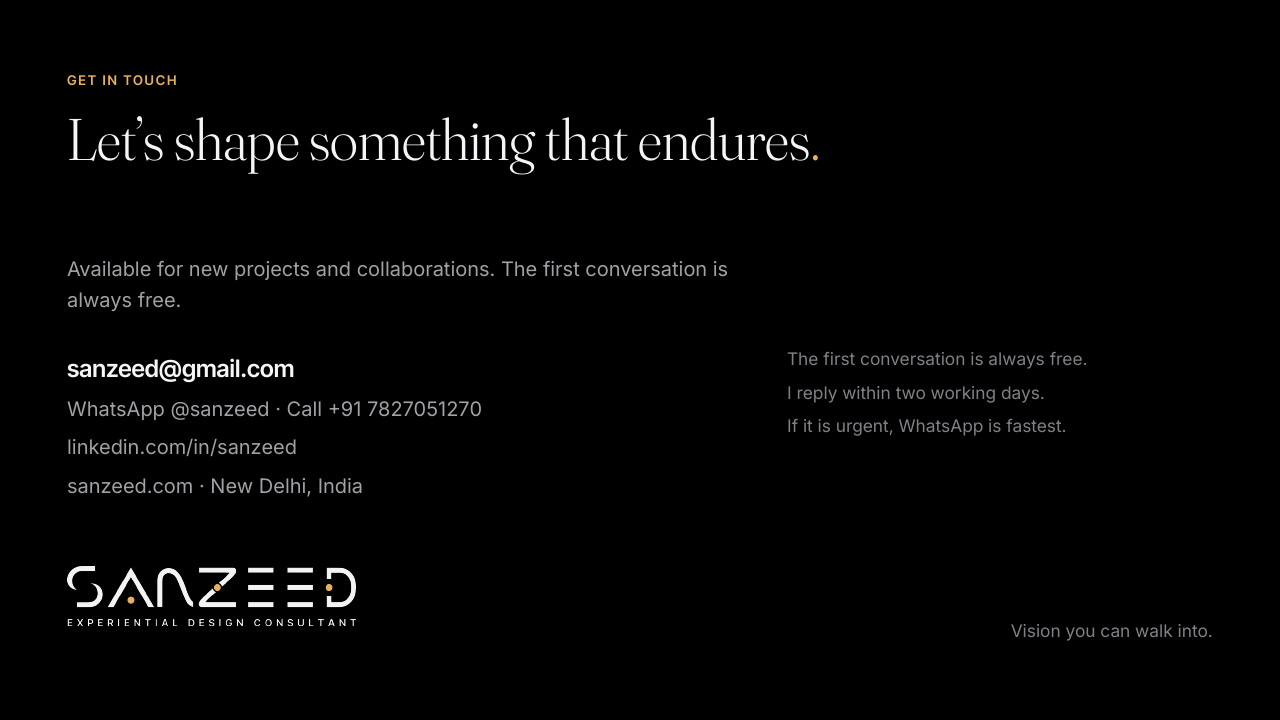 GET IN TOUCH
Let’s shape something that endures.
Available for new projects and collaborations. The first conversation is
always free.
sanzeed@gmail.com
WhatsApp @sanzeed · Call +91 7827051270
linkedin.com/in/sanzeed
sanzeed.com · New Delhi, India
The first conversation is always free.
I reply within two working days.
If it is urgent, WhatsApp is fastest.
SANZEED
EXPERIENTIAL DESIGN CONSULTANT
Vision you can walk into.